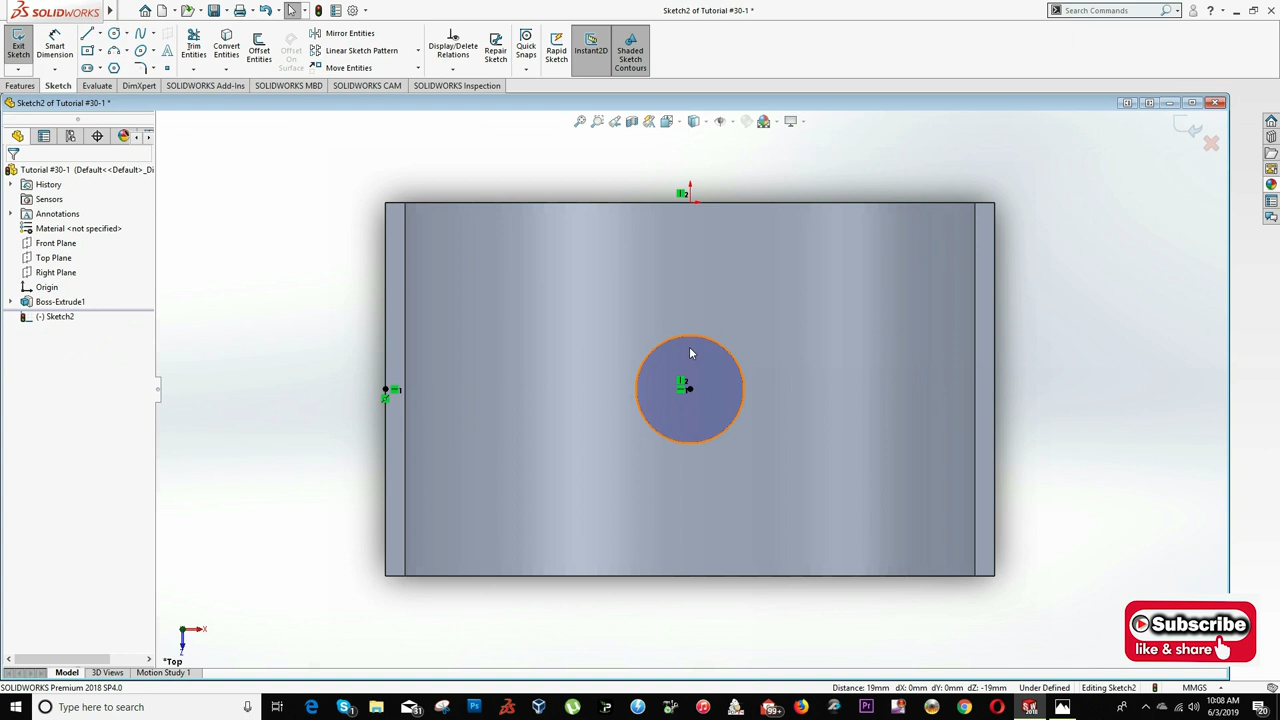 SOLIDWORKS
Sketch2 of Tutorial #30-1 *
Search Commands
Exit Sketch
Smart Dimension
Trim Entities
Convert Entities
Offset Entities
Offset On Surface
Mirror Entities
Linear Sketch Pattern
Move Entities
Display/Delete Relations
Repair Sketch
Quick Snaps
Rapid Sketch
Instant2D
Shaded Sketch Contours
Features
Sketch
Evaluate
DimXpert
SOLIDWORKS Add-Ins
SOLIDWORKS MBD
SOLIDWORKS CAM
SOLIDWORKS Inspection
Sketch2 of Tutorial #30-1 *
Tutorial #30-1 (Default<<Default>_Di
History
Sensors
Annotations
Material <not specified>
Front Plane
Top Plane
Right Plane
Origin
Boss-Extrude1
(-) Sketch2
2
2
1
1
X
Z
*Top
Subscribe
like & share
Model
3D Views
Motion Study 1
SOLIDWORKS Premium 2018 SP4.0
Distance: 19mm dX: 0mm dY: 0mm dZ: -19mm
Under Defined
Editing Sketch2
MMGS
Type here to search
99+
10:08 AM
6/3/2019